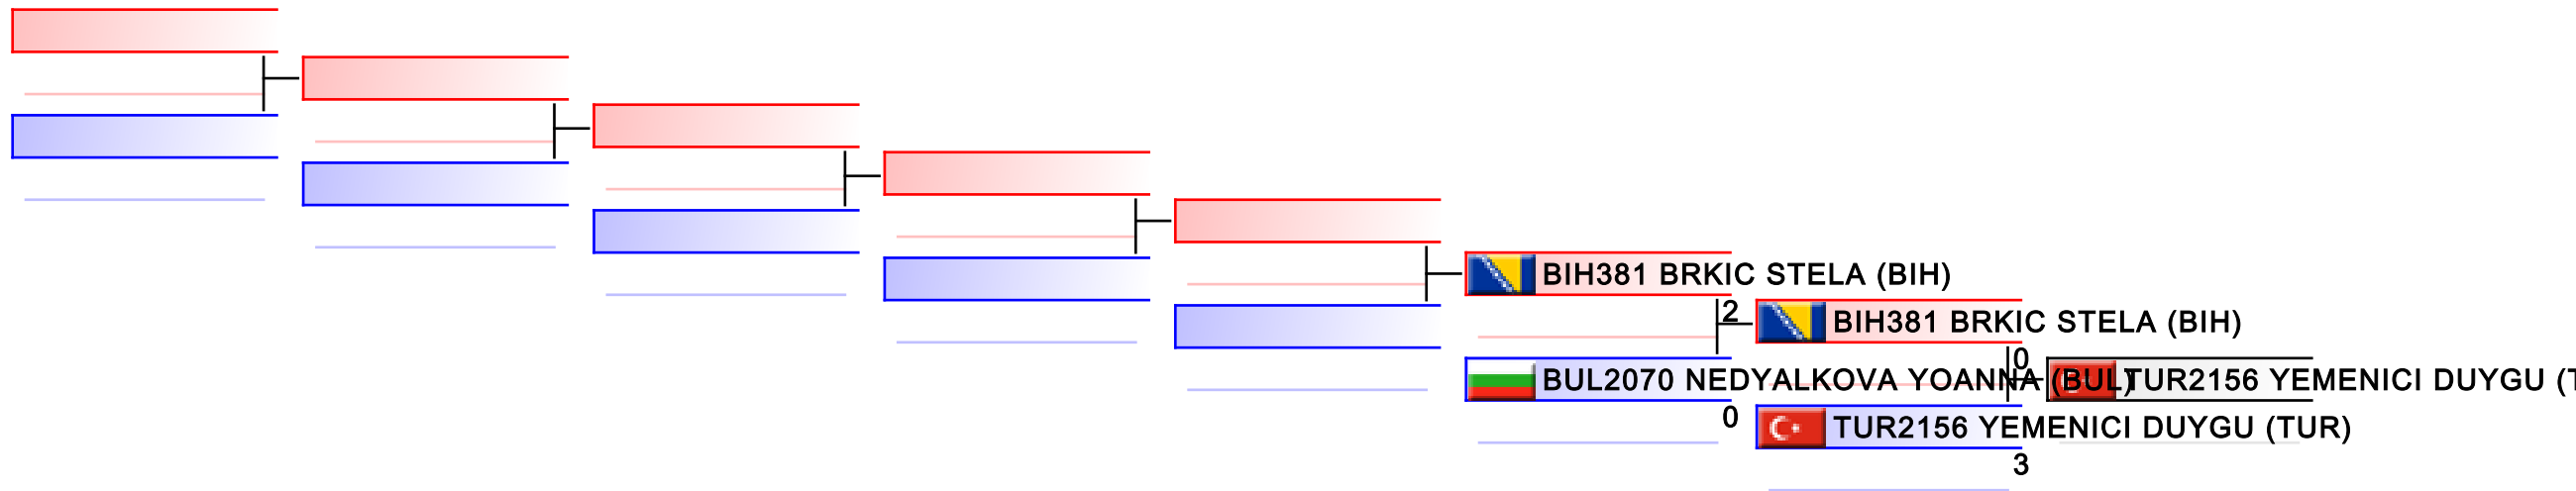 BIH381 BRKIC STELA (BIH)
2
BIH381 BRKIC STELA (BIH)
0
BUL2070 NEDYALKOVA YOANNA (BUL)
TUR2156 YEMENICI DUYGU (T
0
TUR2156 YEMENICI DUYGU (TUR)
3